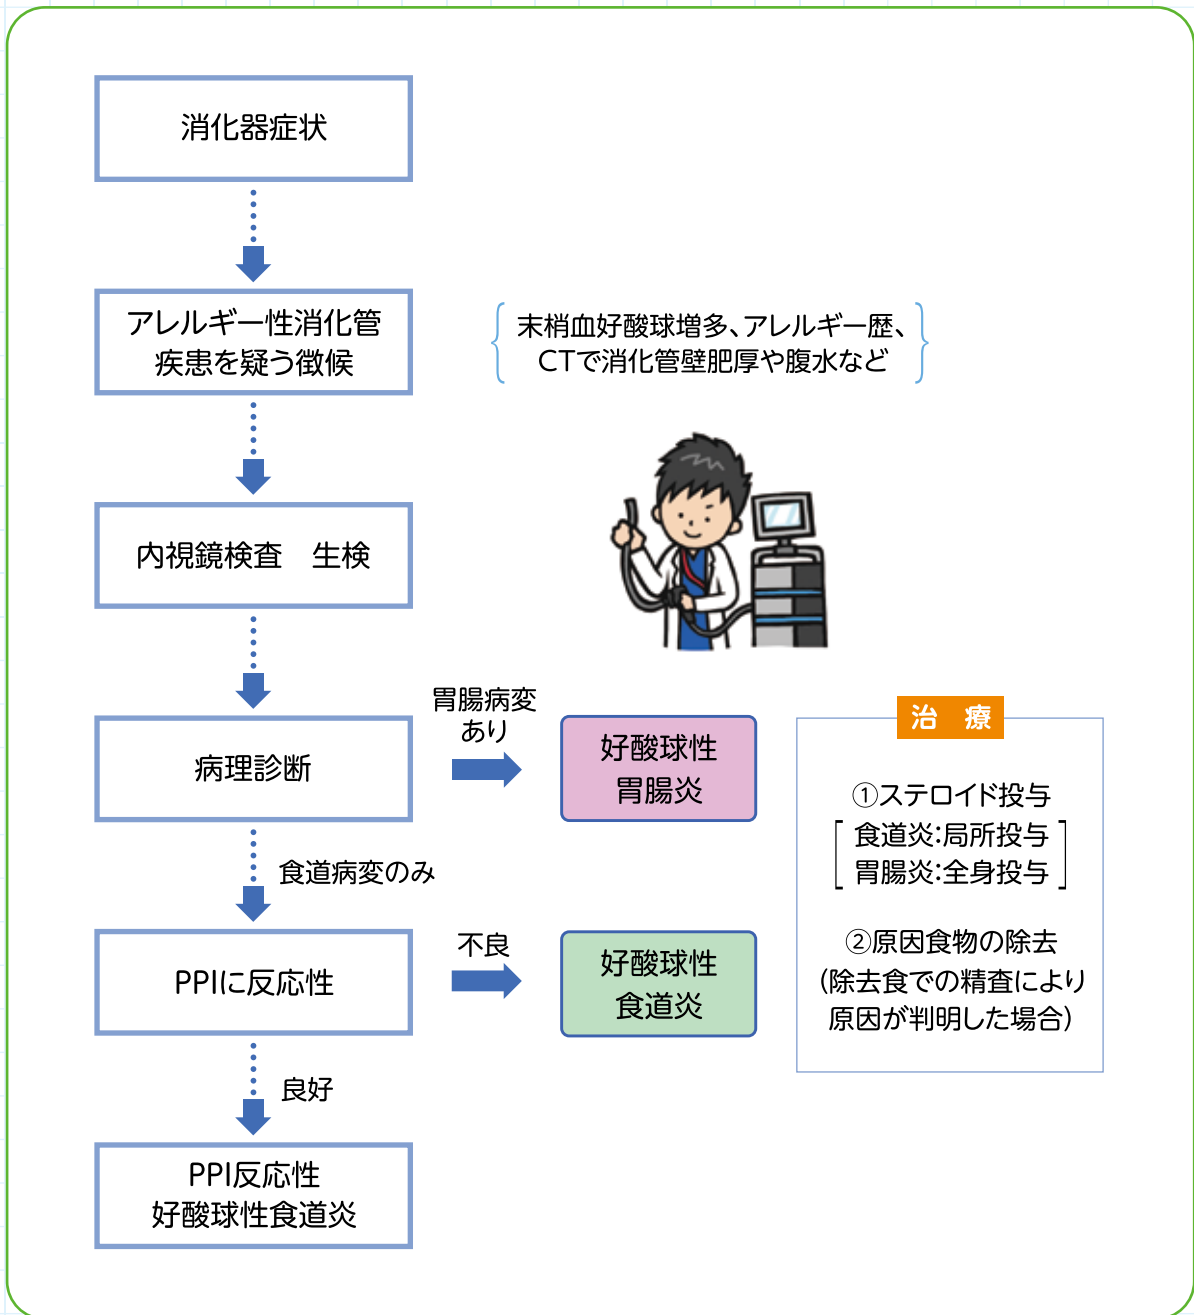 消化器症状
アレルギー性消化管
疾患を疑う徴候
末梢血好酸球増多、アレルギー歴、
CTで消化管壁肥厚や腹水など
内視鏡検査　生検
病理診断
胃腸病変
あり
好酸球性
胃腸炎
食道病変のみ
PPIに反応性
不良
好酸球性
食道炎
良好
PPI反応性
好酸球性食道炎
治　療
①ステロイド投与
食道炎：局所投与
胃腸炎：全身投与
②原因食物の除去
（除去食での精査により
原因が判明した場合）